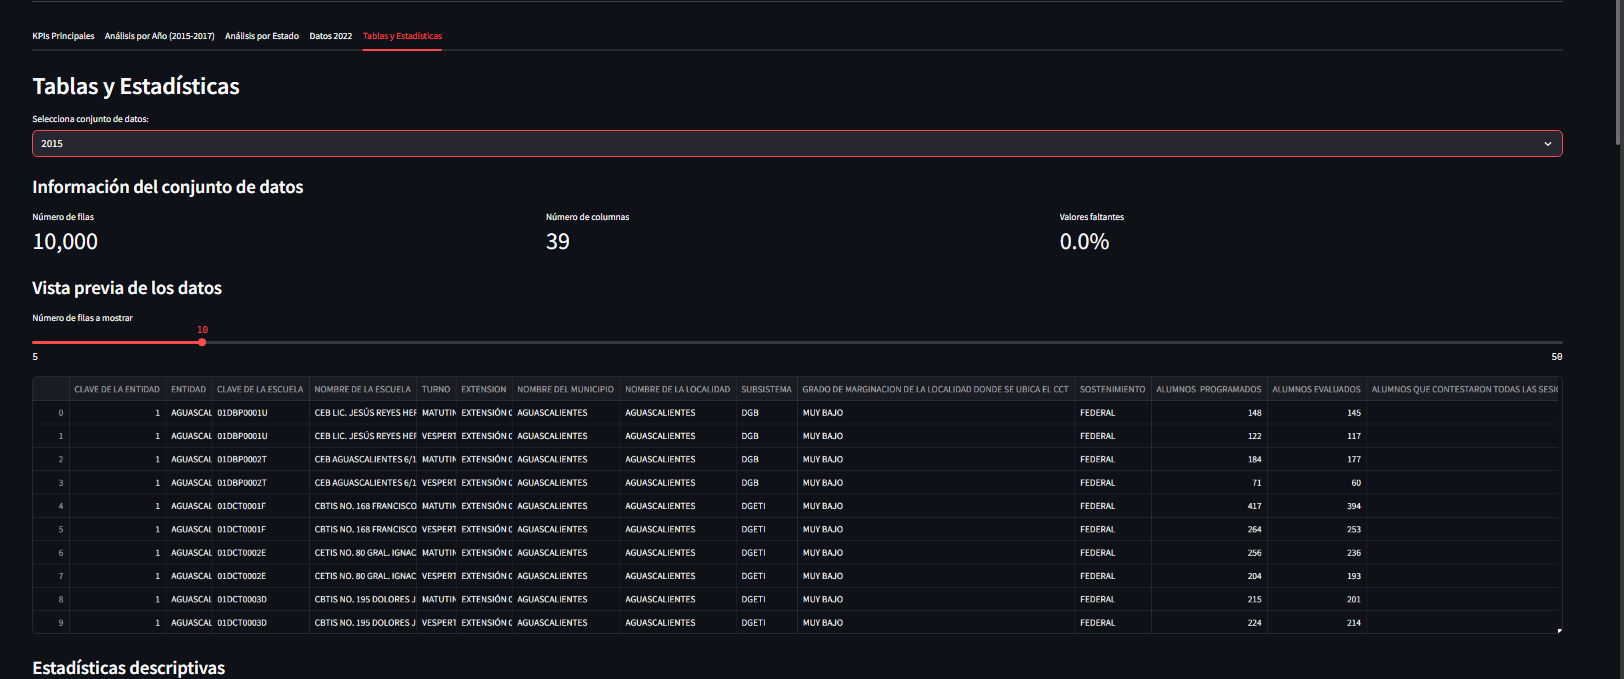 KPIs Principales Análisis por Año (2015-2017) Análisis por Estado Datos 2022 Tablas y Estadísticas
Tablas y Estadísticas
Selecciona conjunto de datos:
2015
Información del conjunto de datos
Número de filas Número de columnas Valores faltantes
10,000 39 0.0%
Vista previa de los datos
Número de filas a mostrar
10
5 50
CLAVE DE LA ENTIDAD ENTIDAD CLAVE DE LA ESCUELA NOMBRE DE LA ESCUELA TURNO EXTENSION NOMBRE DEL MUNICIPIO NOMBRE DE LA LOCALIDAD SUBSISTEMA GRADO DE MARGINACION DE LA LOCALIDAD DONDE SE UBICA EL CCT SOSTENIMIENTO ALUMNOS PROGRAMADOS ALUMNOS EVALUADOS ALUMNOS QUE CONTESTARON TODAS LAS SESI
0 1 AGUASCAL 01DBP0001U CEB LIC. JESÚS REYES HER MATUTIN EXTENSIÓN 0 AGUASCALIENTES AGUASCALIENTES DGB MUY BAJO FEDERAL 148 145
1 1 AGUASCAL 01DBP0001U CEB LIC. JESÚS REYES HER VESPERT EXTENSIÓN 0 AGUASCALIENTES AGUASCALIENTES DGB MUY BAJO FEDERAL 122 117
2 1 AGUASCAL 01DBP0002T CEB AGUASCALIENTES 6/1 MATUTIN EXTENSIÓN 0 AGUASCALIENTES AGUASCALIENTES DGB MUY BAJO FEDERAL 184 177
3 1 AGUASCAL 01DBP0002T CEB AGUASCALIENTES 6/1 VESPERT EXTENSIÓN 0 AGUASCALIENTES AGUASCALIENTES DGB MUY BAJO FEDERAL 71 60
4 1 AGUASCAL 01DCT0001F CBTIS NO. 168 FRANCISCO MATUTIN EXTENSIÓN 0 AGUASCALIENTES AGUASCALIENTES DGETI MUY BAJO FEDERAL 417 394
5 1 AGUASCAL 01DCT0001F CBTIS NO. 168 FRANCISCO VESPERT EXTENSIÓN 0 AGUASCALIENTES AGUASCALIENTES DGETI MUY BAJO FEDERAL 264 253
6 1 AGUASCAL 01DCT0002E CETIS NO. 80 GRAL. IGNAC MATUTIN EXTENSIÓN 0 AGUASCALIENTES AGUASCALIENTES DGETI MUY BAJO FEDERAL 256 236
7 1 AGUASCAL 01DCT0002E CETIS NO. 80 GRAL. IGNAC VESPERT EXTENSIÓN 0 AGUASCALIENTES AGUASCALIENTES DGETI MUY BAJO FEDERAL 204 193
8 1 AGUASCAL 01DCT0003D CBTIS NO. 195 DOLORES J MATUTIN EXTENSIÓN 0 AGUASCALIENTES AGUASCALIENTES DGETI MUY BAJO FEDERAL 215 201
9 1 AGUASCAL 01DCT0003D CBTIS NO. 195 DOLORES J VESPERT EXTENSIÓN 0 AGUASCALIENTES AGUASCALIENTES DGETI MUY BAJO FEDERAL 224 214
Estadísticas descriptivas